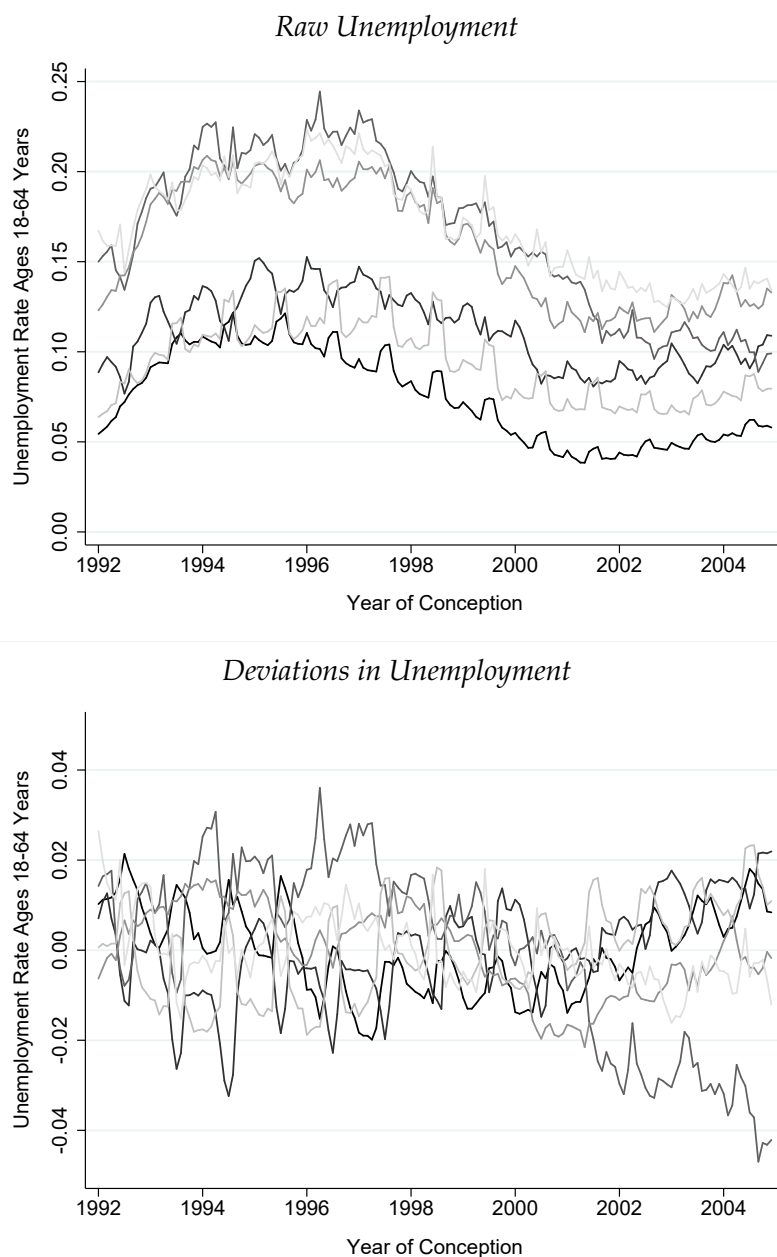 Raw Unemployment
Unemployment Rate Ages 18-64 Years
0.25
0.20
0.15
0.10
0.05
0.00
1992 1994 1996 1998 2000 2002 2004
Year of Conception
Deviations in Unemployment
Unemployment Rate Ages 18-64 Years
0.04
0.02
0.00
-0.02
-0.04
1992 1994 1996 1998 2000 2002 2004
Year of Conception